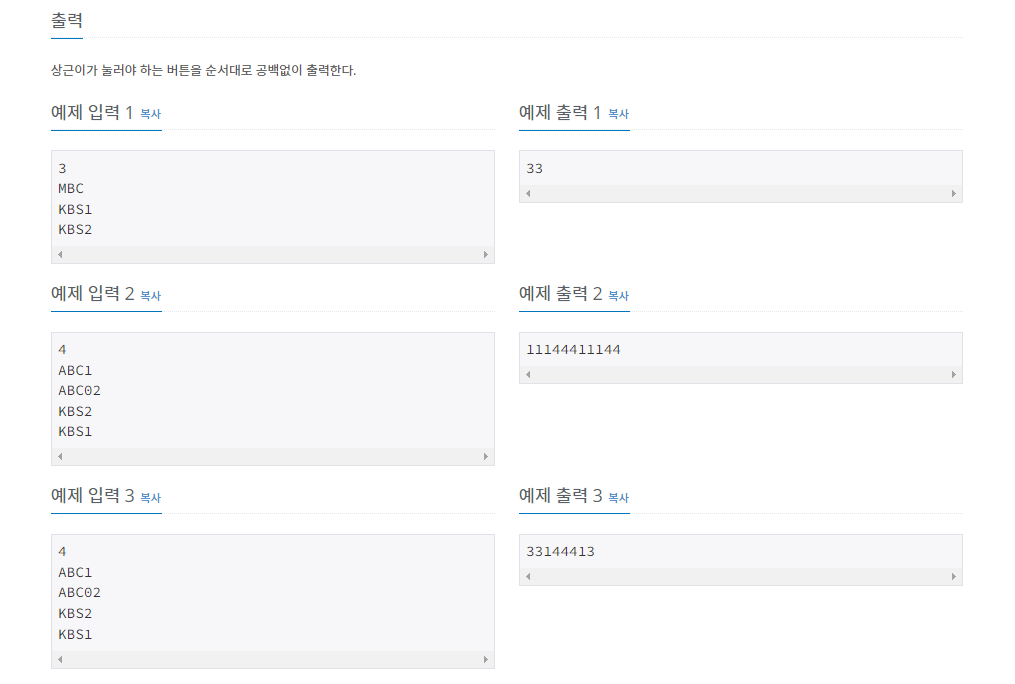 출력
상근이가 눌러야 하는 버튼을 순서대로 공백없이 출력한다.
예제 입력 1 복사
3
MBC
KBS1
KBS2
예제 출력 1 복사
33
예제 입력 2 복사
4
ABC1
ABC02
KBS2
KBS1
예제 출력 2 복사
11144411144
예제 입력 3 복사
4
ABC1
ABC02
KBS2
KBS1
예제 출력 3 복사
33144413